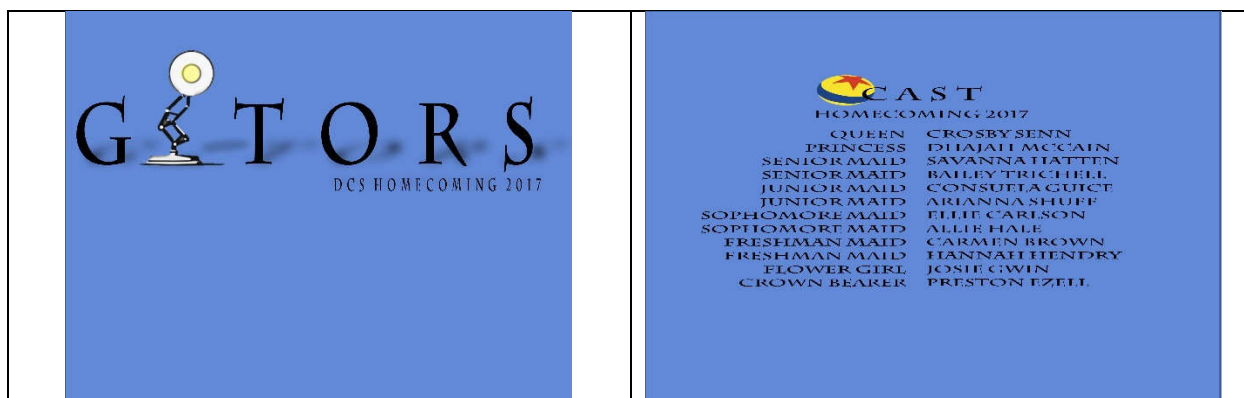 G TORS
DCS HOMECOMING 2017
CAST
HOMECOMING 2017
QUEEN CROSBY SENN
PRINCESS DHAJAH MCCAIN
SENIOR MAID SAVANNA HATTEN
SENIOR MAID BAILEY TRICHELL
JUNIOR MAID CONSUELA GUICE
JUNIOR MAID ARIANNA SHUFF
SOPHOMORE MAID ELLIE CARLSON
SOPHOMORE MAID ALLIE HALE
FRESHMAN MAID CARMEN BROWN
FRESHMAN MAID HANNAH HENDRY
FLOWER GIRL JOSIE GWIN
CROWN BEARER PRESTON EZELL